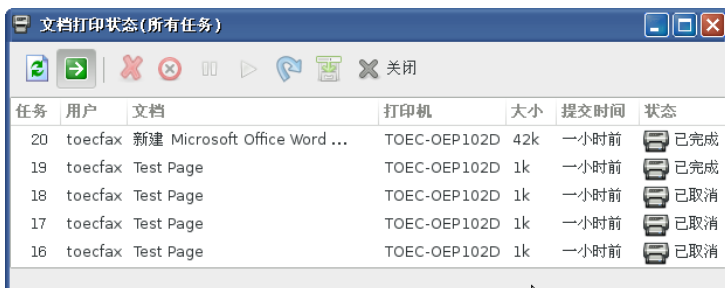 文档打印状态(所有任务)
关闭
任务 用户 文档 打印机 大小 提交时间 状态
20 toecfax 新建 Microsoft Office Word ... TOEC-OEP102D 42k 一小时前 已完成
19 toecfax Test Page TOEC-OEP102D 1k 一小时前 已完成
18 toecfax Test Page TOEC-OEP102D 1k 一小时前 已取消
17 toecfax Test Page TOEC-OEP102D 1k 一小时前 已取消
16 toecfax Test Page TOEC-OEP102D 1k 一小时前 已取消